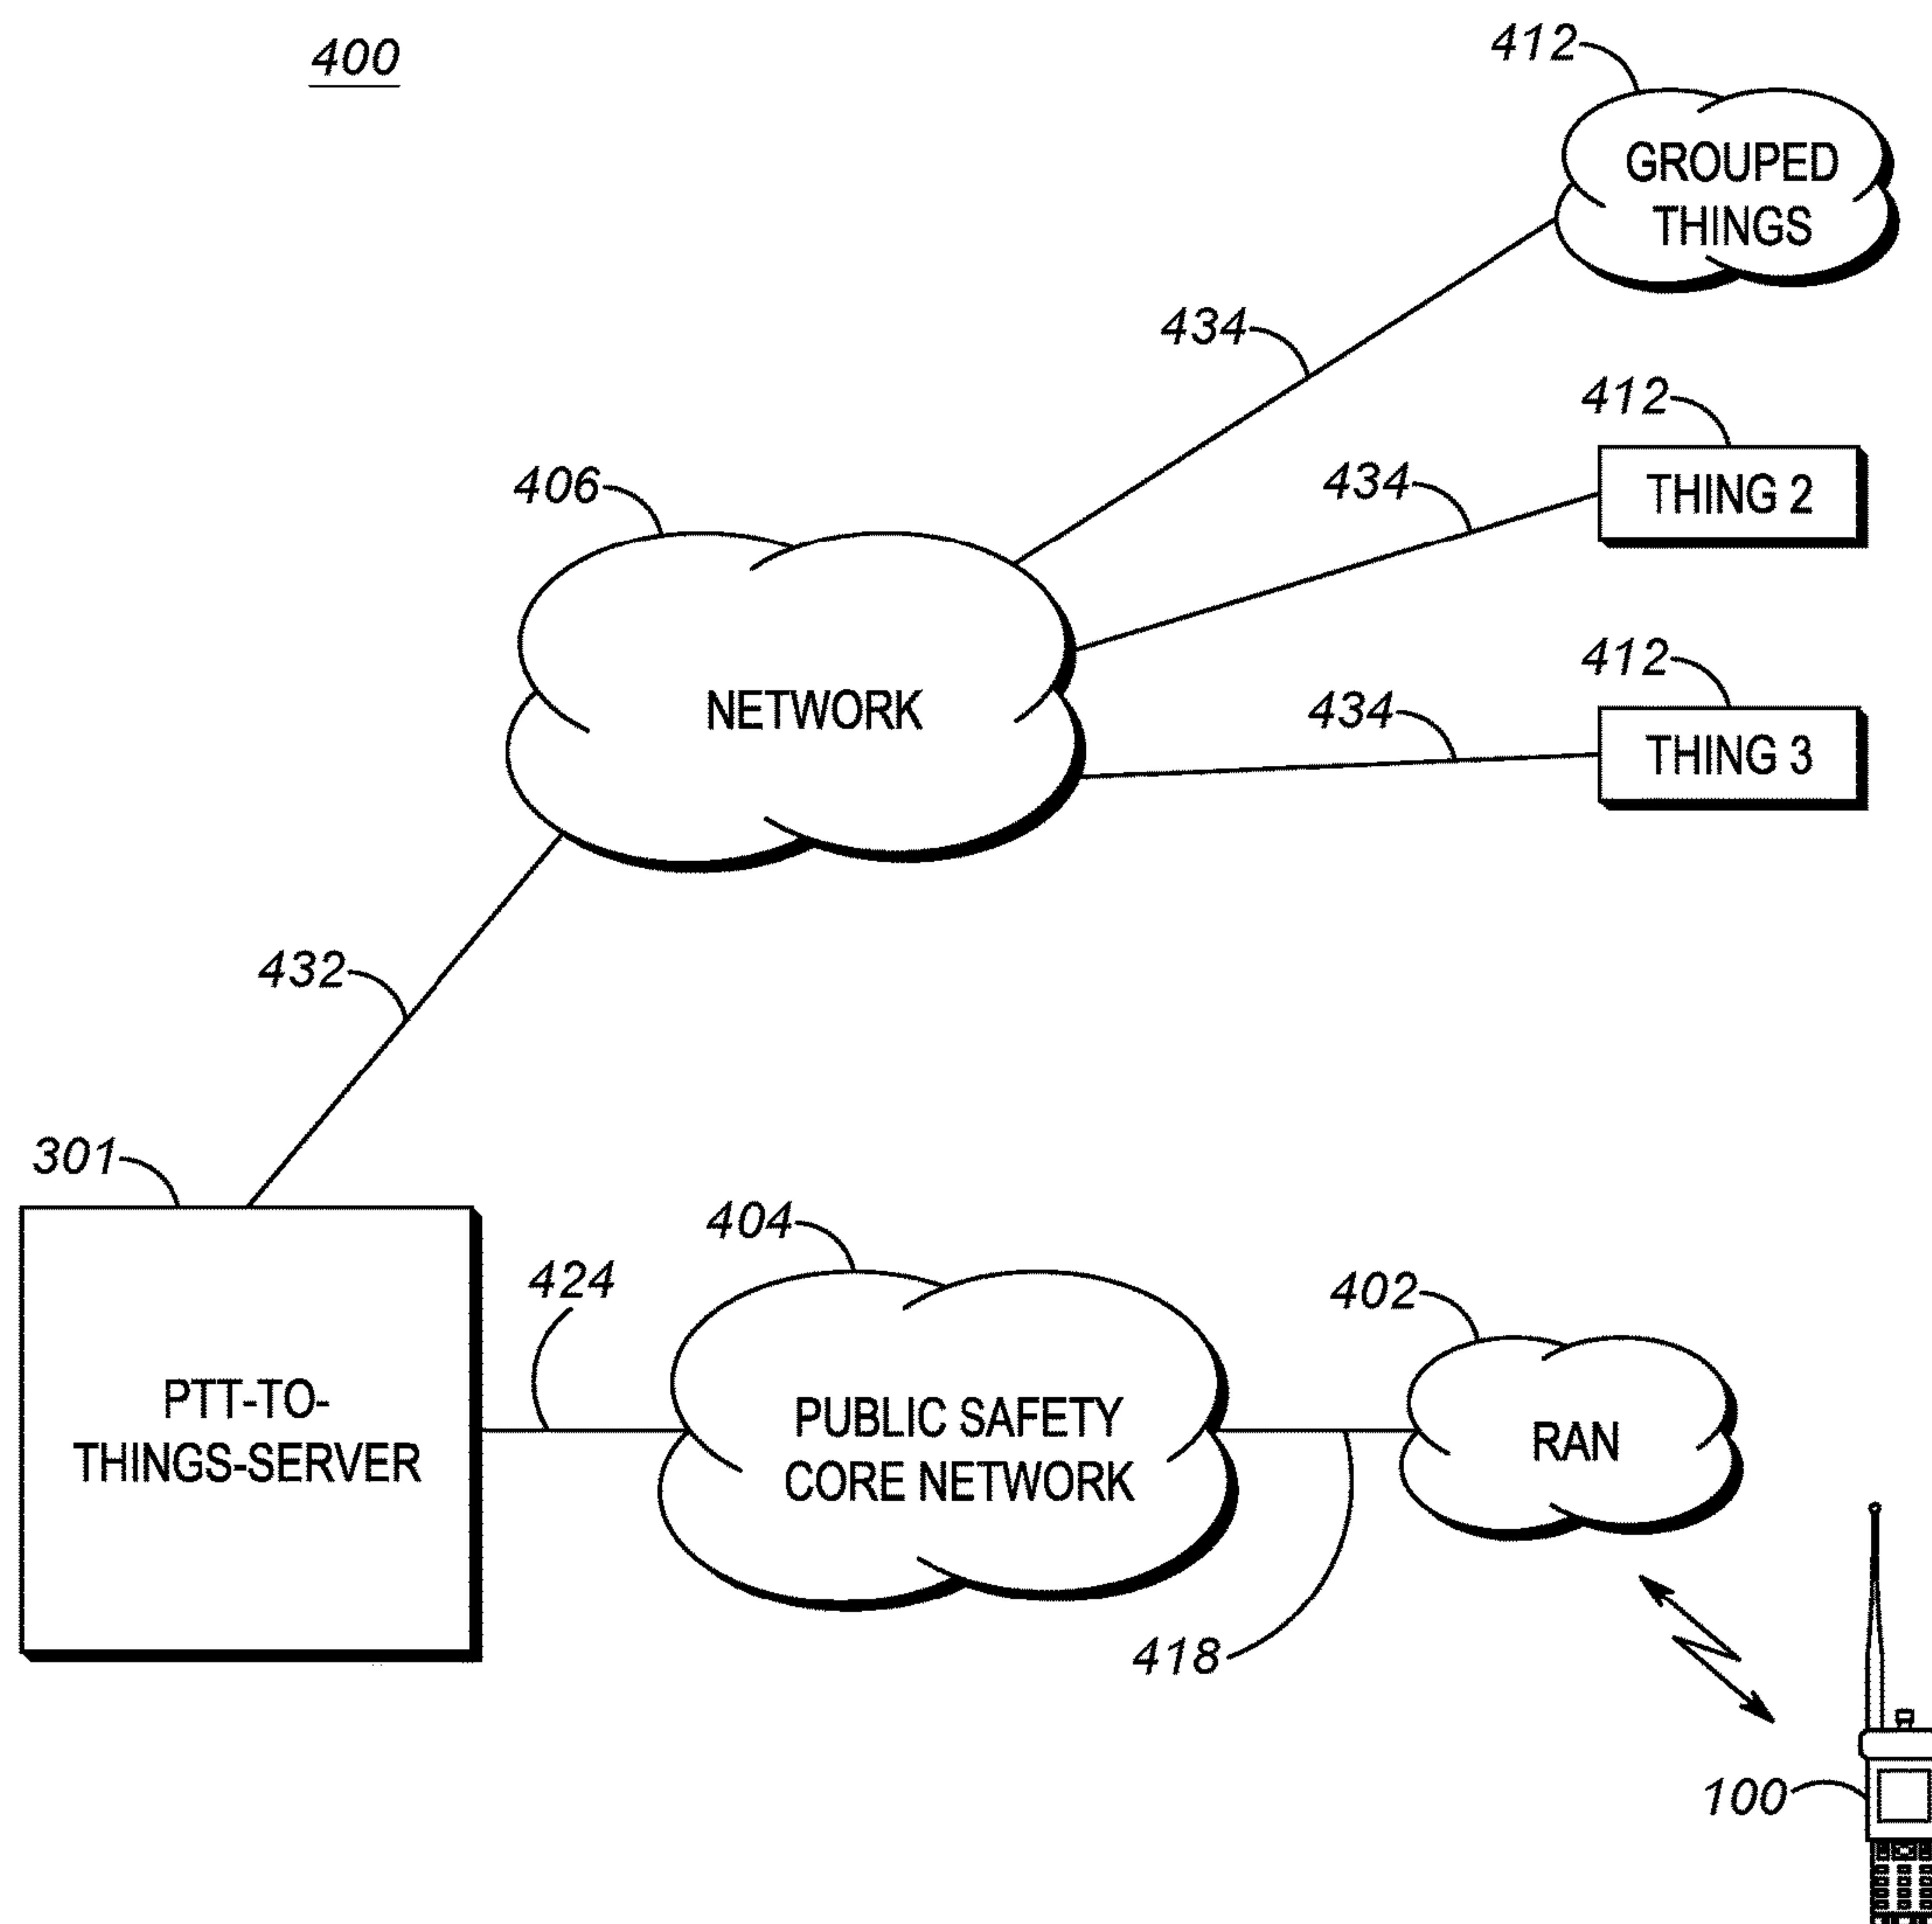 400
412
GROUPED
THINGS
434
412
THING 2
434
406
412
THING 3
434
NETWORK
432
301
PTT-TO-
THINGS-SERVER
424
404
PUBLIC SAFETY
CORE NETWORK
402
RAN
418
100